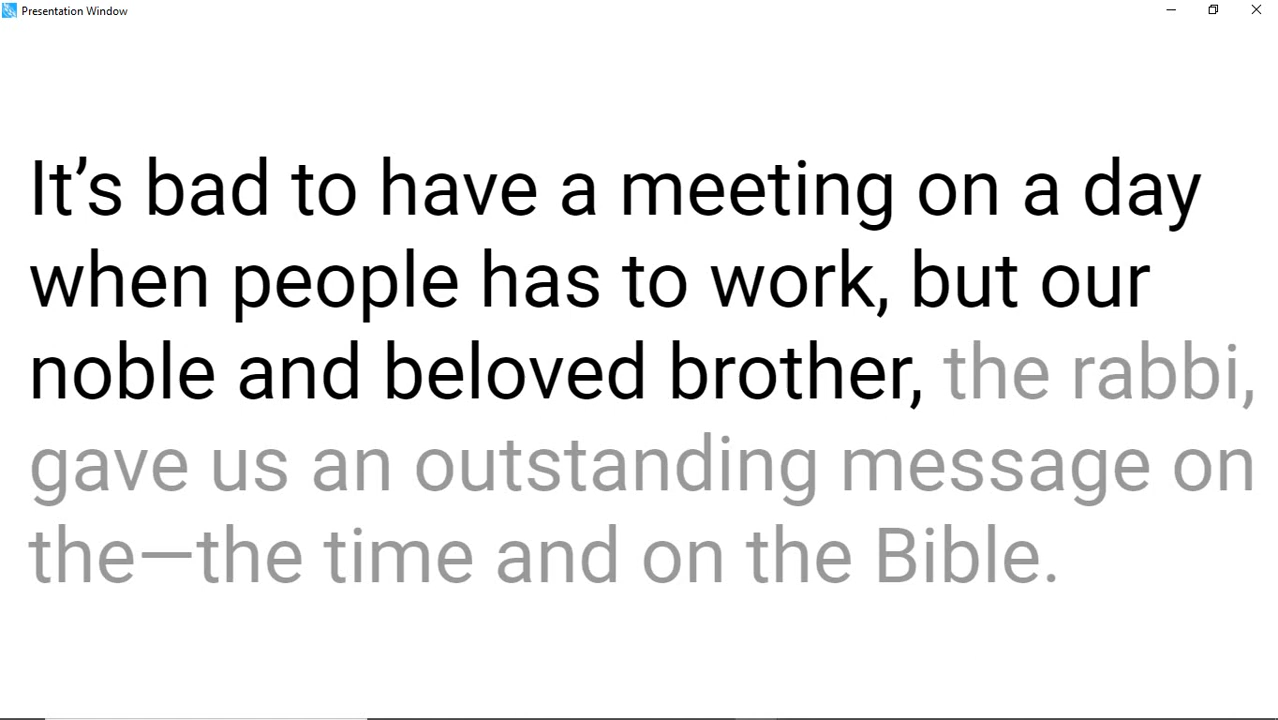 Presentation Window
It’s bad to have a meeting on a day
when people has to work, but our
noble and beloved brother, the rabbi,
gave us an outstanding message on
the—the time and on the Bible.